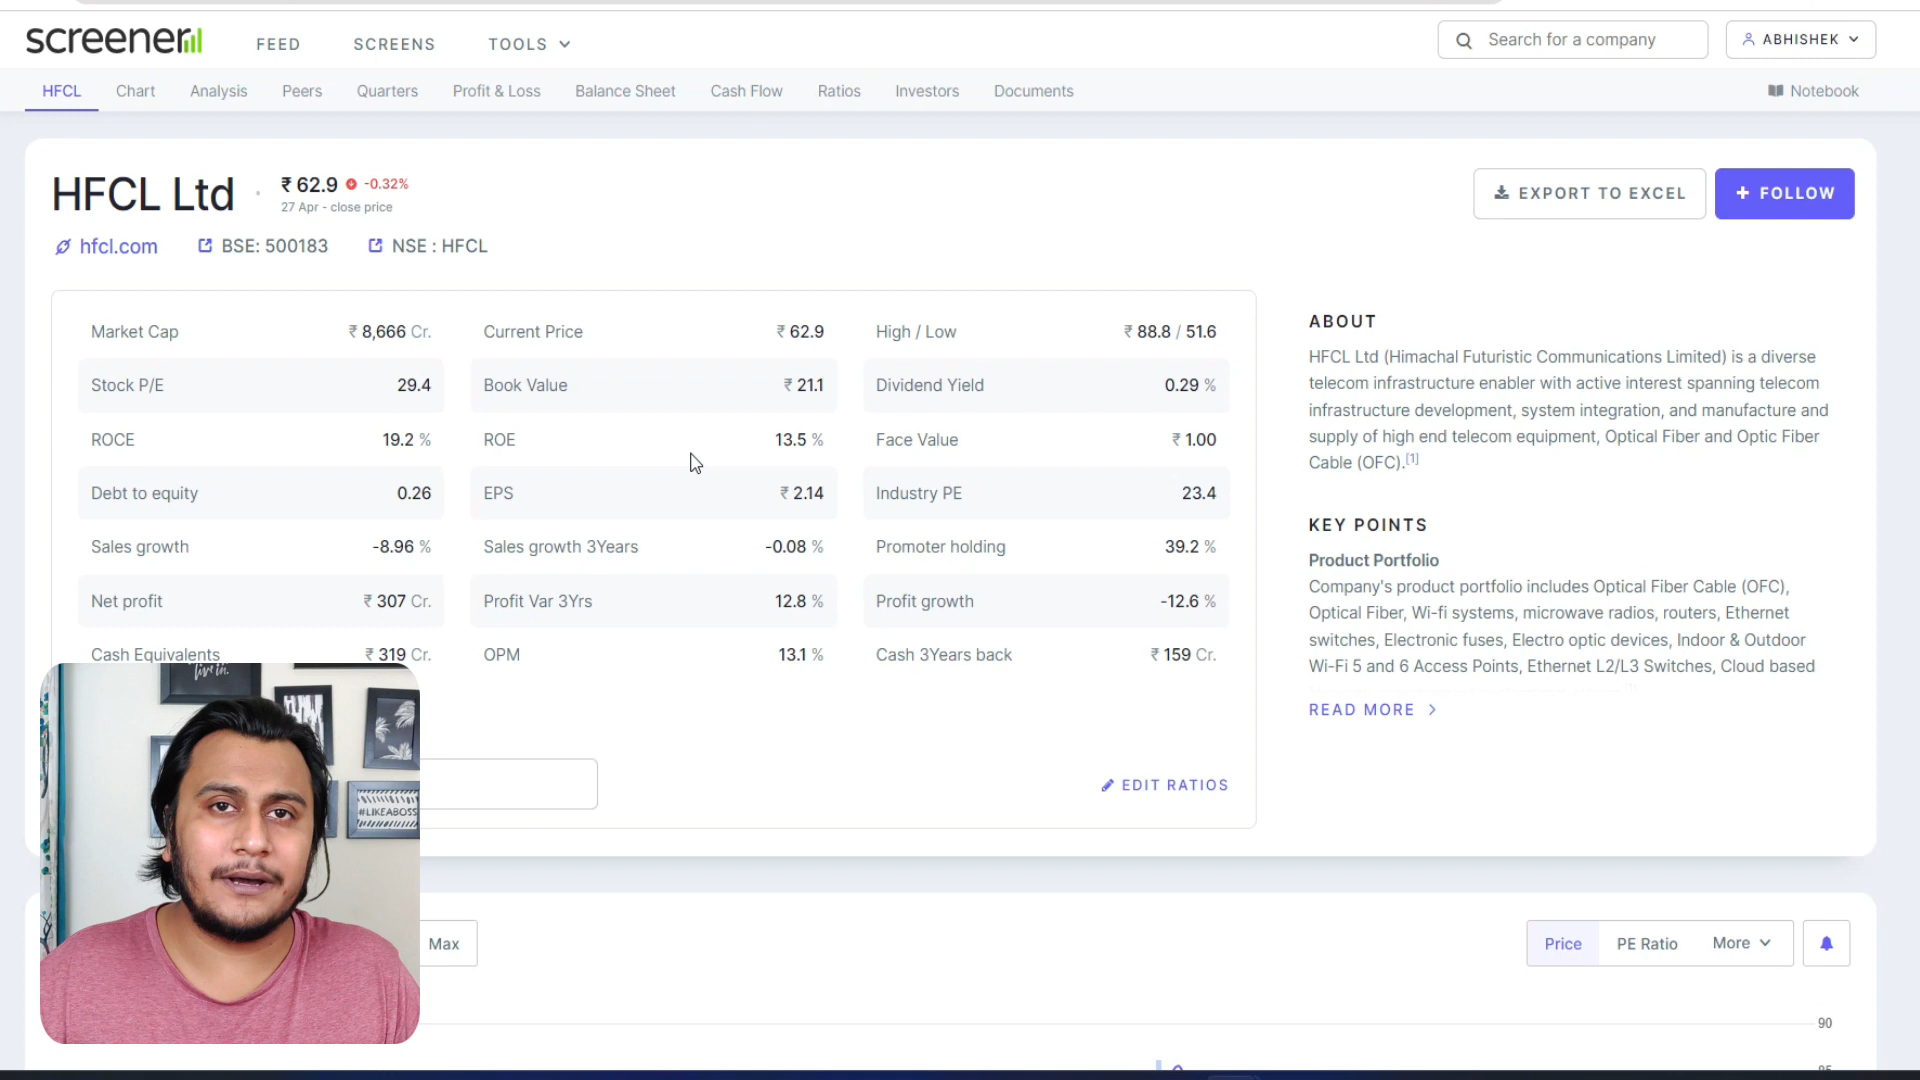 screener
FEED
SCREENS
TOOLS
Search for a company
ABHISHEK
HFCL
Chart
Analysis
Peers
Quarters
Profit & Loss
Balance Sheet
Cash Flow
Ratios
Investors
Documents
Notebook
HFCL Ltd
₹ 62.9 -0.32%
27 Apr - close price
EXPORT TO EXCEL
+ FOLLOW
hfcl.com
BSE: 500183
NSE : HFCL
Market Cap ₹ 8,666 Cr.
Current Price ₹ 62.9
High / Low ₹ 88.8 / 51.6
Stock P/E 29.4
Book Value ₹ 21.1
Dividend Yield 0.29 %
ROCE 19.2 %
ROE 13.5 %
Face Value ₹ 1.00
Debt to equity 0.26
EPS ₹ 2.14
Industry PE 23.4
Sales growth -8.96 %
Sales growth 3Years -0.08 %
Promoter holding 39.2 %
Net profit ₹ 307 Cr.
Profit Var 3Yrs 12.8 %
Profit growth -12.6 %
Cash Equivalents ₹ 319 Cr.
OPM 13.1 %
Cash 3Years back ₹ 159 Cr.
EDIT RATIOS
ABOUT
HFCL Ltd (Himachal Futuristic Communications Limited) is a diverse
telecom infrastructure enabler with active interest spanning telecom
infrastructure development, system integration, and manufacture and
supply of high end telecom equipment, Optical Fiber and Optic Fiber
Cable (OFC).[1]
KEY POINTS
Product Portfolio
Company's product portfolio includes Optical Fiber Cable (OFC),
Optical Fiber, Wi-fi systems, microwave radios, routers, Ethernet
switches, Electronic fuses, Electro optic devices, Indoor & Outdoor
Wi-Fi 5 and 6 Access Points, Ethernet L2/L3 Switches, Cloud based
READ MORE
live in.
#LIKEABOSS
Max
Price
PE Ratio
More
90